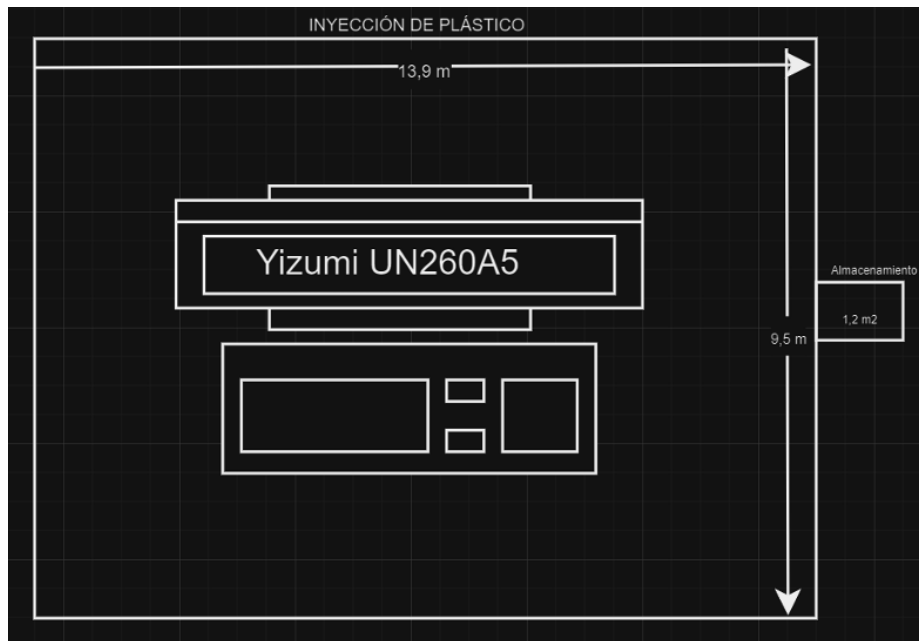 INYECCIÓN DE PLÁSTICO
13,9 m
Yizumi UN260A5
Almacenamiento
1,2 m2
9,5 m